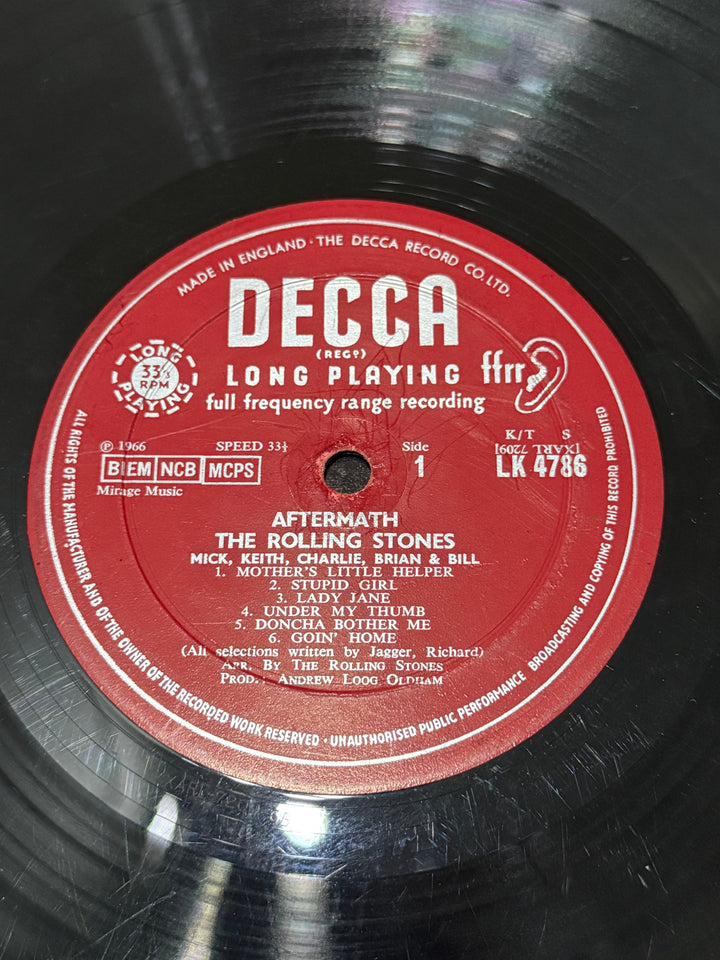 MADE IN ENGLAND · THE DECCA RECORD CO. LTD.
DECCA
(REGD)
LONG PLAYING
33⅓
RPM
LONG PLAYING ffrr
full frequency range recording
K/T S
℗ 1966 SPEED 33⅓ Side [XARL 7209]
BIEM NCB MCPS 1 LK 4786
Mirage Music
AFTERMATH
THE ROLLING STONES
MICK, KEITH, CHARLIE, BRIAN & BILL
1. MOTHER'S LITTLE HELPER
2. STUPID GIRL
3. LADY JANE
4. UNDER MY THUMB
5. DONCHA BOTHER ME
6. GOIN' HOME
(All selections written by Jagger, Richard)
ARR. BY THE ROLLING STONES
PROD.: ANDREW LOOG OLDHAM
ALL RIGHTS OF THE MANUFACTURER AND OF THE OWNER OF THE RECORDED WORK RESERVED · UNAUTHORISED PUBLIC PERFORMANCE BROADCASTING AND COPYING OF THIS RECORD PROHIBITED